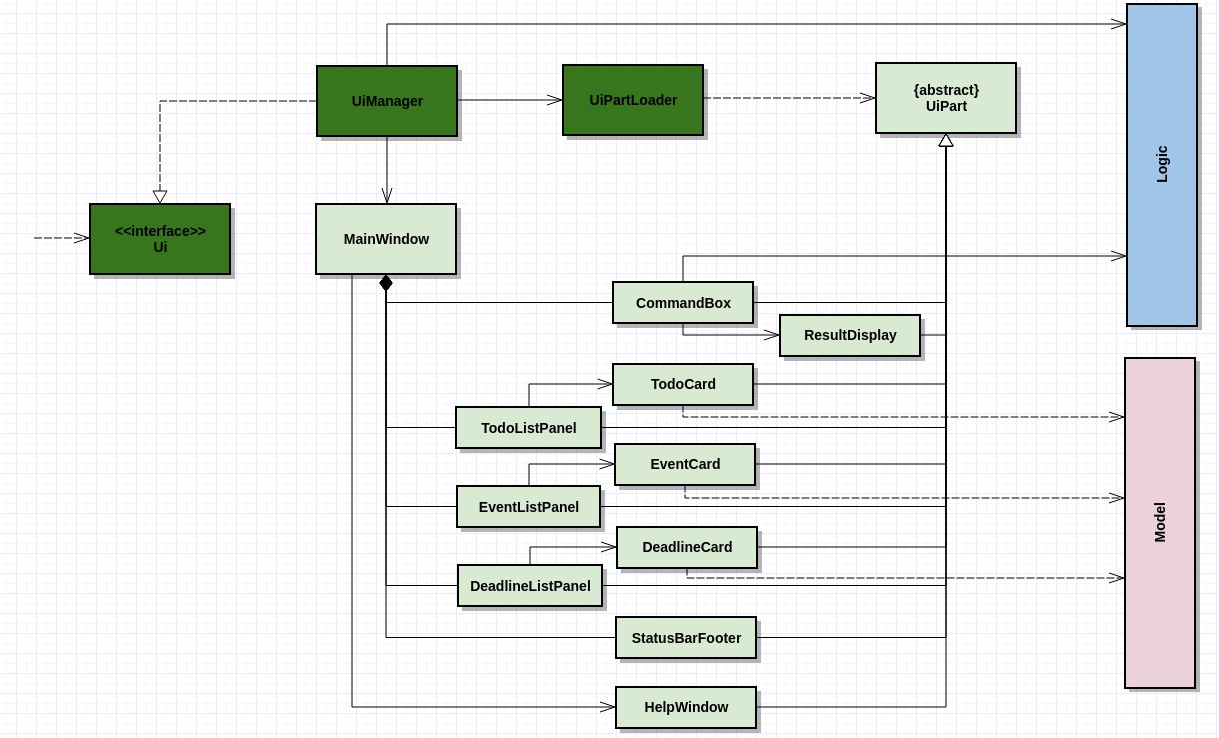 UiManager
UiPartLoader
{abstract}
UiPart
Logic
<<interface>>
Ui
MainWindow
CommandBox
ResultDisplay
TodoCard
TodoListPanel
EventCard
EventListPanel
DeadlineCard
DeadlineListPanel
Model
StatusBarFooter
HelpWindow